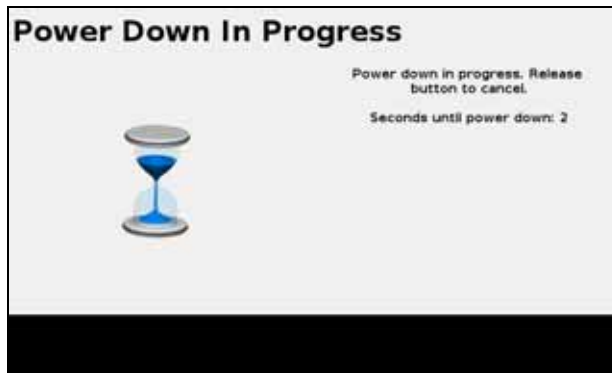 Power Down In Progress
Power down in progress. Release
button to cancel.
Seconds until power down: 2